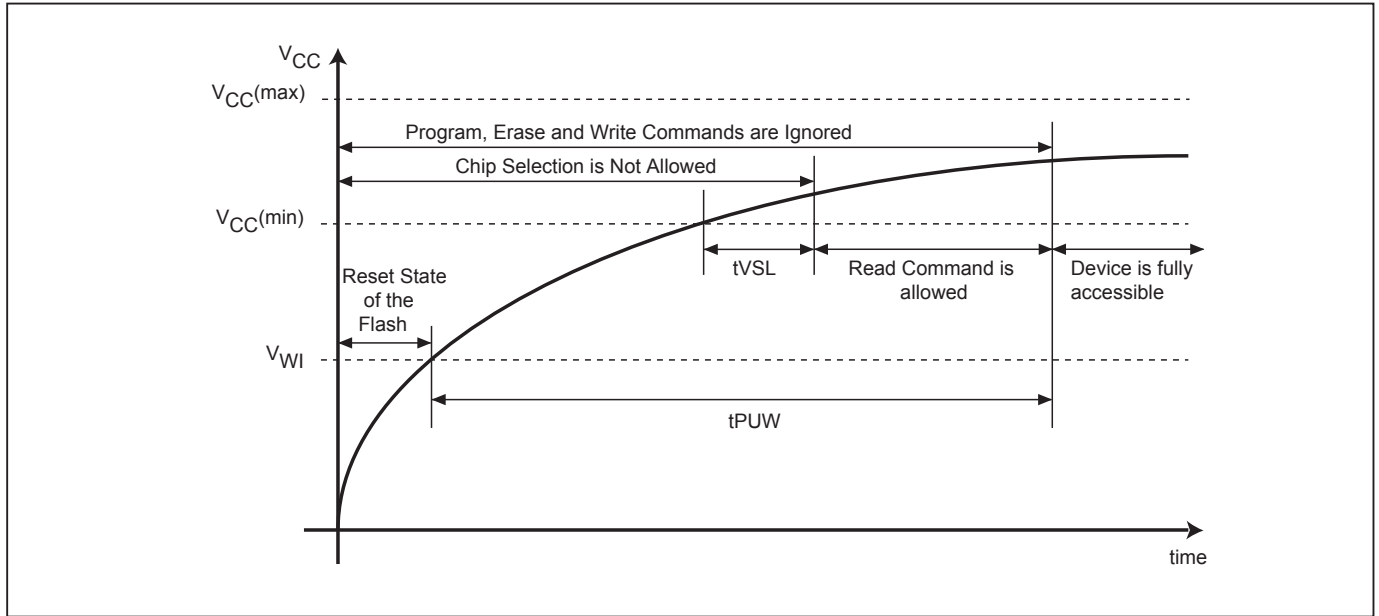 VCC
VCC(max)
Program, Erase and Write Commands are Ignored
Chip Selection is Not Allowed
VCC(min)
tVSL
Read Command is
allowed
Device is fully
accessible
Reset State
of the
Flash
VWI
tPUW
time